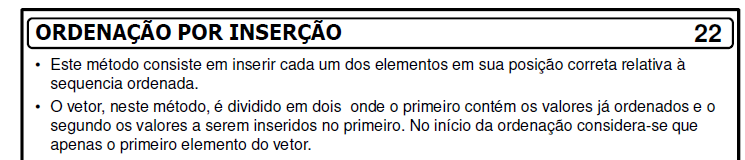 ORDENAÇÃO POR INSERÇÃO 22
• Este método consiste em inserir cada um dos elementos em sua posição correta relativa à
sequencia ordenada.
• O vetor, neste método, é dividido em dois onde o primeiro contém os valores já ordenados e o
segundo os valores a serem inseridos no primeiro. No início da ordenação considera-se que
apenas o primeiro elemento do vetor.